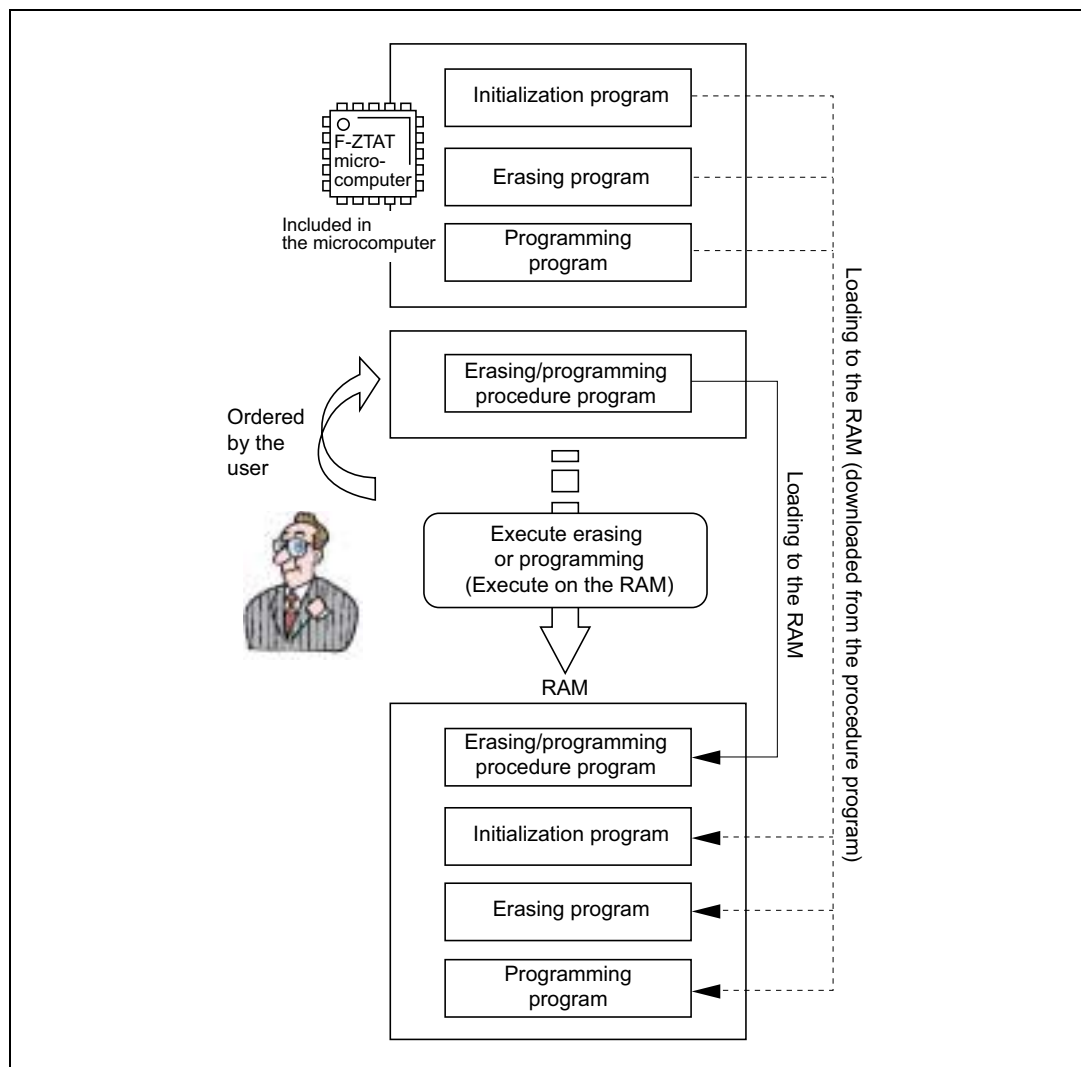 Initialization program
F-ZTAT
micro-
computer
Erasing program
Included in
the microcomputer
Programming
program
Erasing/programming
procedure program
Ordered
by the
user
Execute erasing
or programming
(Execute on the RAM)
Loading to the RAM
Loading to the RAM (downloaded from the procedure program)
RAM
Erasing/programming
procedure program
Initialization program
Erasing program
Programming
program